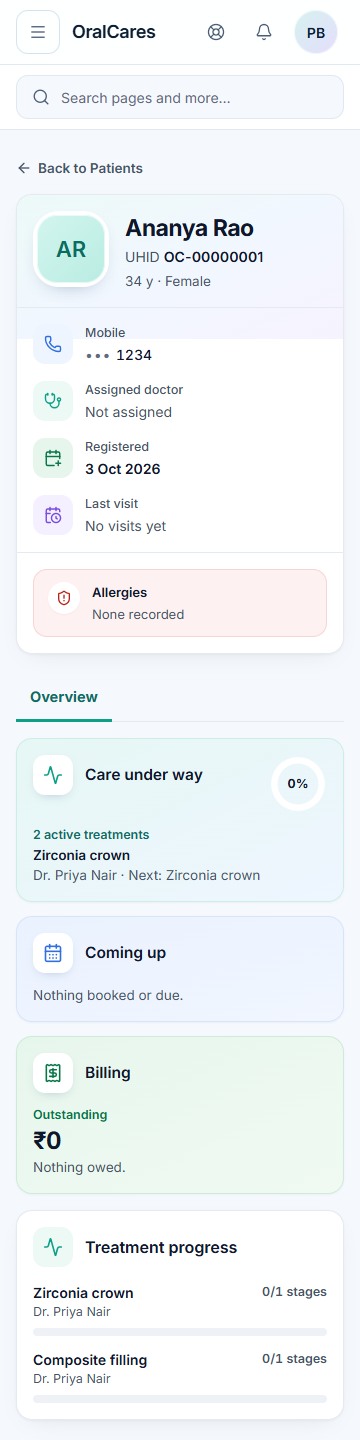 OralCares
PB
Search pages and more...
Back to Patients
AR
Ananya Rao
UHID OC-00000001
34 y · Female
Mobile
••• 1234
Assigned doctor
Not assigned
Registered
3 Oct 2026
Last visit
No visits yet
Allergies
None recorded
Overview
Care under way
0%
2 active treatments
Zirconia crown
Dr. Priya Nair · Next: Zirconia crown
Coming up
Nothing booked or due.
Billing
Outstanding
₹0
Nothing owed.
Treatment progress
Zirconia crown 0/1 stages
Dr. Priya Nair
Composite filling 0/1 stages
Dr. Priya Nair